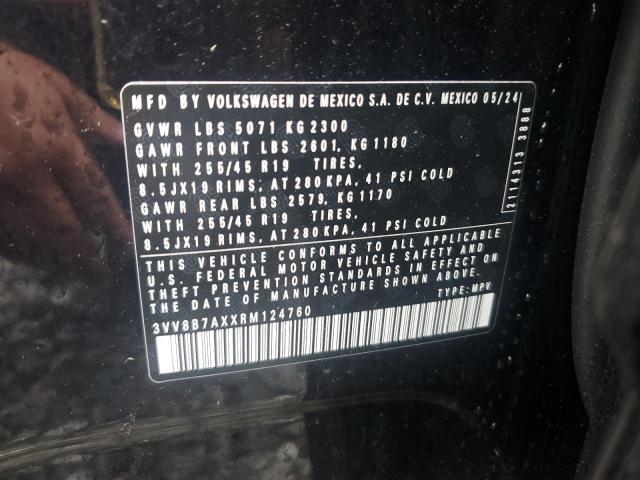 MFD BY VOLKSWAGEN DE MEXICO S.A. DE C.V. MEXICO 05/24
GVWR LBS 5071 KG 2300
GAWR FRONT LBS 2601, KG 1180
WITH 255/45 R19 TIRES,
8.5JX19 RIMS, AT 280 KPA, 41 PSI COLD
GAWR REAR LBS 2579, KG 1170
WITH 255/45 R19 TIRES,
8.5JX19 RIMS, AT 280 KPA, 41 PSI COLD
THIS VEHICLE CONFORMS TO ALL APPLICABLE
U.S. FEDERAL MOTOR VEHICLE SAFETY AND
THEFT PREVENTION STANDARDS IN EFFECT ON
THE DATE OF MANUFACTURE SHOWN ABOVE.
3VV8B7AXXRM124760 TYPE: MPV
2114313 3888